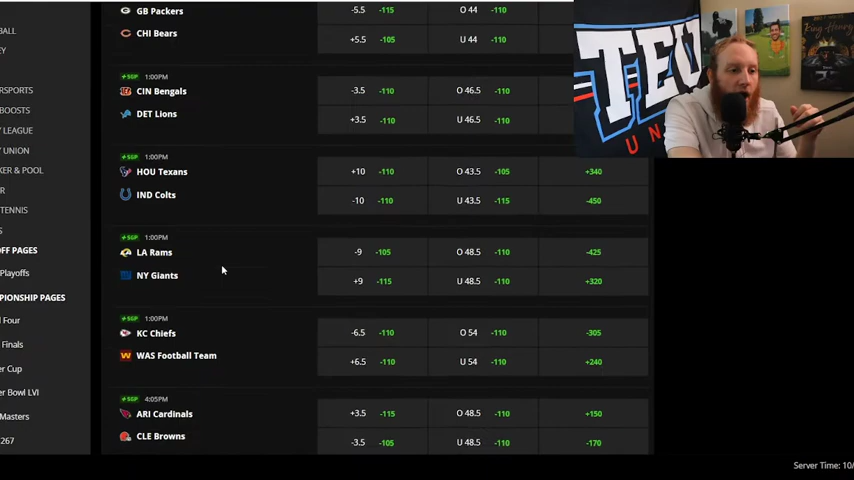 GB Packers -5.5 -115 O 44 -110
CHI Bears +5.5 -105 U 44 -110
SGP 1:00PM
CIN Bengals -3.5 -110 O 46.5 -110
DET Lions +3.5 -110 U 46.5 -110
SGP 1:00PM
HOU Texans +10 -110 O 43.5 -105 +340
IND Colts -10 -110 U 43.5 -115 -450
SGP 1:00PM
LA Rams -9 -105 O 48.5 -110 -425
NY Giants +9 -115 U 48.5 -110 +320
SGP 1:00PM
KC Chiefs -6.5 -110 O 54 -110 -305
WAS Football Team +6.5 -110 U 54 -110 +240
SGP 4:05PM
ARI Cardinals +3.5 -115 O 48.5 -110 +150
CLE Browns -3.5 -105 U 48.5 -110 -170
BALL
EY
RSPORTS
BOOSTS
Y LEAGUE
Y UNION
KER & POOL
R
TENNIS
S
OFF PAGES
Playoffs
PIONSHIP PAGES
Four
Finals
er Cup
er Bowl LVI
Masters
267
TEU
UN
King Henry
Server Time: 10/